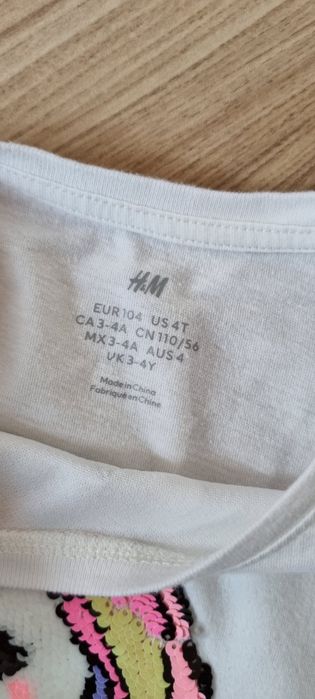 H&M
EUR 104 US 4T
CA 3-4A CN 110/56
MX 3-4A AUS 4
UK 3-4Y
Made in China
Fabriqué en Chine